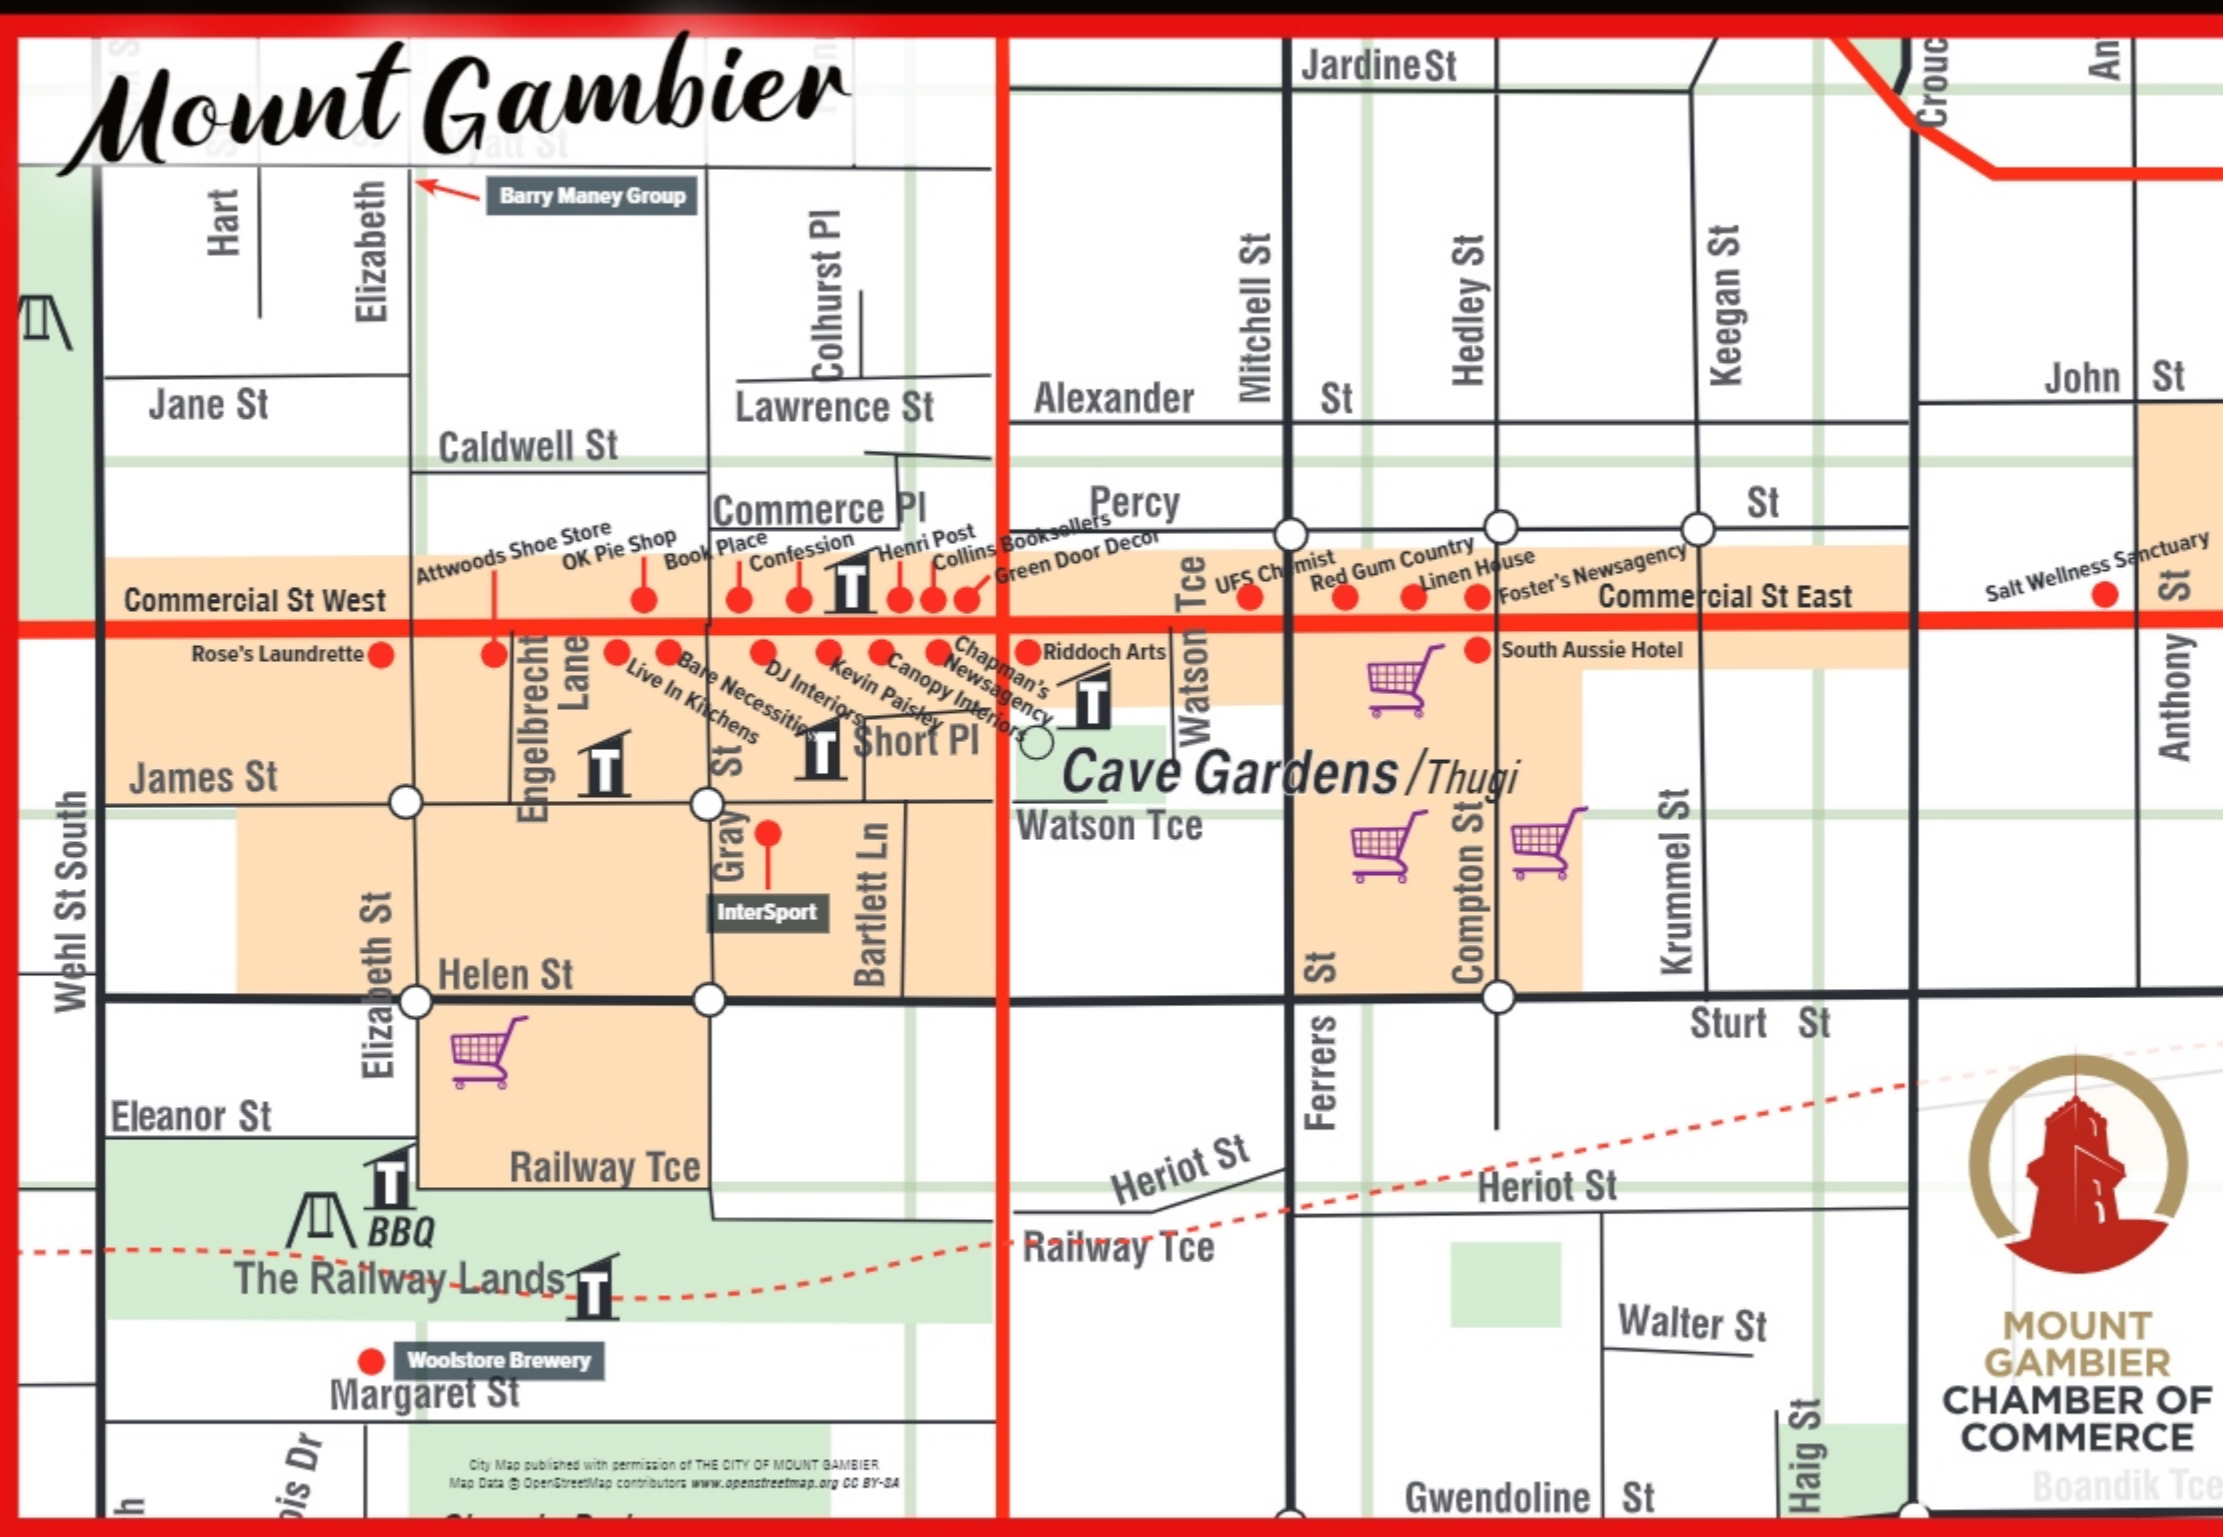 Mount Gambier
Jardine St
Crouc
An
Hart
Elizabeth
Barry Maney Group
Colhurst Pl
Mitchell St
Hedley St
Keegan St
Jane St
Lawrence St
Alexander St
John St
Caldwell St
Commerce Pl
Percy St
Attwoods Shoe Store
OK Pie Shop
Book Place
Confession
T
Henri Post
Collins Booksellers
Green Door Decor
UFS Chemist
Red Gum Country
Linen House
Foster's Newsagency
Salt Wellness Sanctuary
Commercial St West
Commercial St East
Rose's Laundrette
Engelbrecht
Lane
Live In Kitchens
Bare Necessities
DJ Interiors
Kevin Paisley
Canopy Interiors
Chapman's
Newsagency
Riddoch Arts
Watson Tce
South Aussie Hotel
Anthony St
T
T
T
Short Pl
James St
Cave Gardens / Thugi
Watson Tce
Wehl St South
Gray St
InterSport
Bartlett Ln
Compton St
Krummel St
Elizabeth St
Helen St
Sturt St
Ferrers St
Eleanor St
Railway Tce
T
BBQ
Heriot St
Heriot St
The Railway Lands
T
Railway Tce
Woolstore Brewery
Margaret St
Walter St
MOUNT
GAMBIER
CHAMBER OF
COMMERCE
Haig St
City Map published with permission of THE CITY OF MOUNT GAMBIER
Map Data © OpenStreetMap contributors www.openstreetmap.org CC BY-SA
Gwendoline St
Boandik Tce